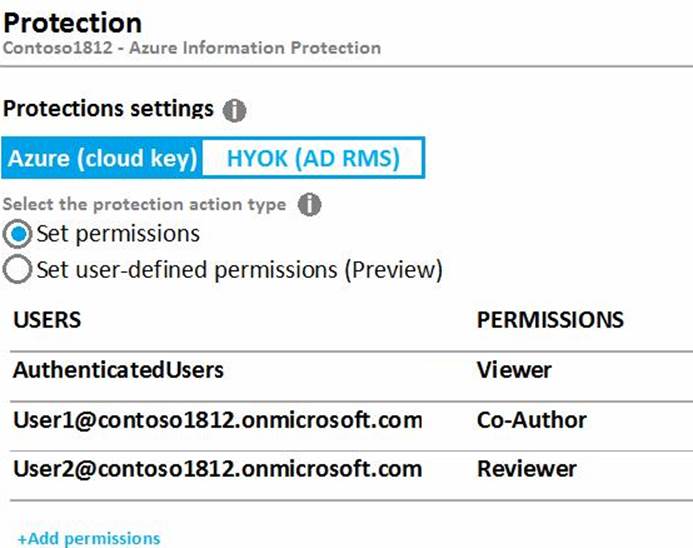 Protection
Contoso1812 - Azure Information Protection
Protections settings i
Azure (cloud key) HYOK (AD RMS)
Select the protection action type i
Set permissions
Set user-defined permissions (Preview)
USERS PERMISSIONS
AuthenticatedUsers Viewer
User1@contoso1812.onmicrosoft.com Co-Author
User2@contoso1812.onmicrosoft.com Reviewer
+Add permissions